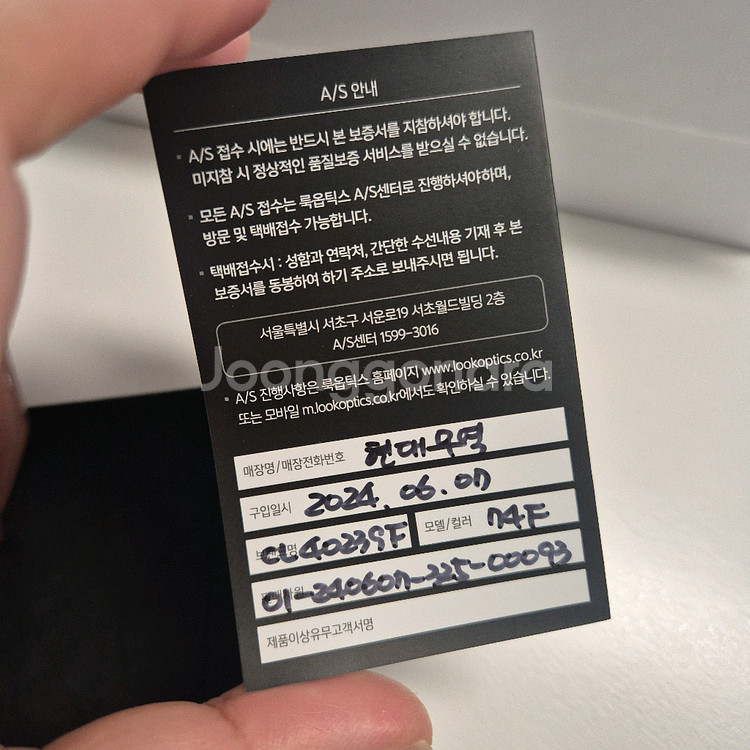 A/S 안내
A/S 접수 시에는 반드시 본 보증서를 지참하셔야 합니다.
미지참 시 정상적인 품질보증 서비스를 받으실 수 없습니다.
모든 A/S 접수는 룩옵틱스 A/S센터로 진행하셔야하며,
방문 및 택배접수 가능합니다.
택배접수시 : 성함과 연락처, 간단한 수선내용 기재 후 본
보증서를 동봉하여 하기 주소로 보내주시면 됩니다.
서울특별시 서초구 서운로19 서초월드빌딩 2층
A/S센터 1599-3016
Joonggonara
A/S 진행사항은 룩옵틱스 홈페이지 www.lookoptics.co.kr
또는 모바일 m.lookoptics.co.kr에서도 확인하실 수 있습니다.
매장명/매장전화번호 현대무역
구입일시 2024. 06. 07
CL40239F 모델/컬러 74F
01-240607-325-00093
제품이상유무고객서명